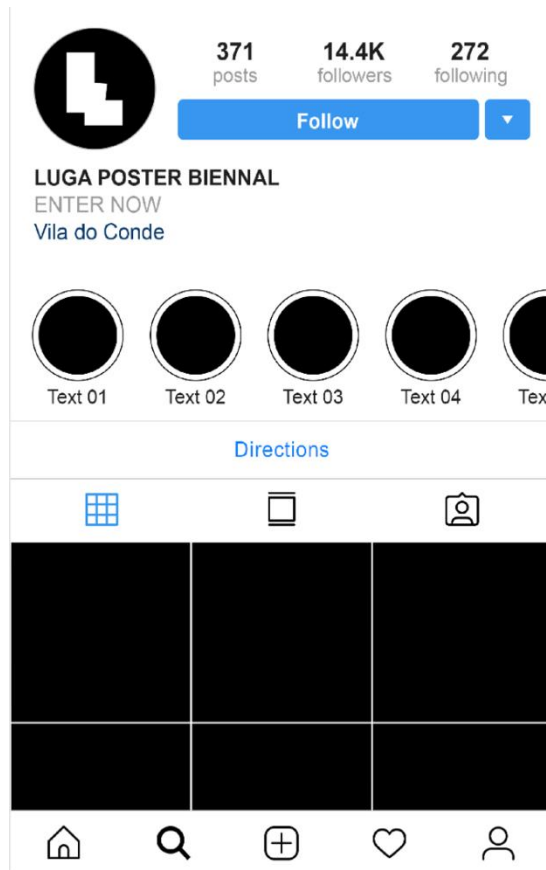 371 14.4K 272
posts followers following
Follow
LUGA POSTER BIENNAL
ENTER NOW
Vila do Conde
Text 01 Text 02 Text 03 Text 04 Tex
Directions